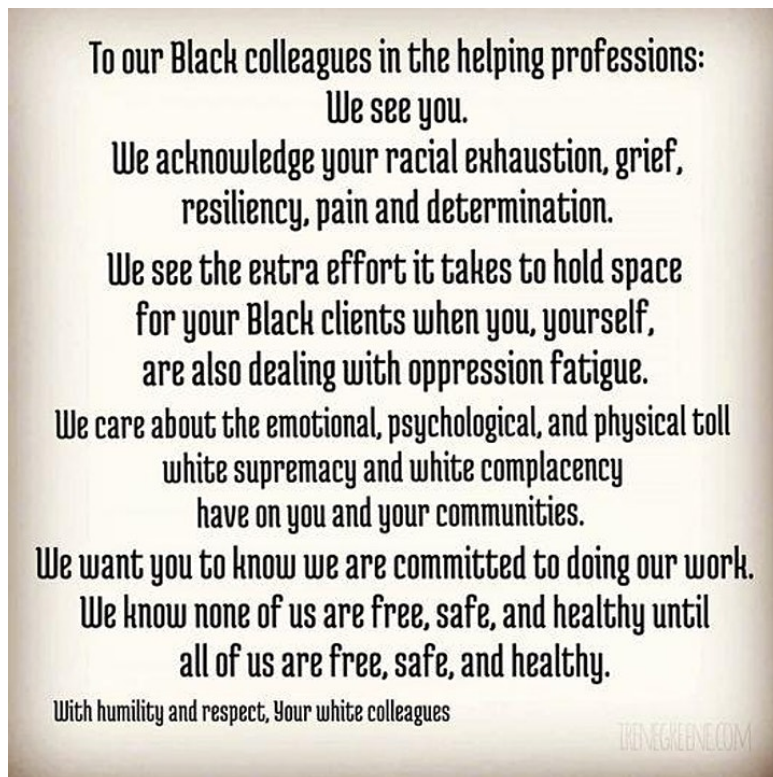 To our Black colleagues in the helping professions:
We see you.
We acknowledge your racial exhaustion, grief,
resiliency, pain and determination.
We see the extra effort it takes to hold space
for your Black clients when you, yourself,
are also dealing with oppression fatigue.
We care about the emotional, psychological, and physical toll
white supremacy and white complacency
have on you and your communities.
We want you to know we are committed to doing our work.
We know none of us are free, safe, and healthy until
all of us are free, safe, and healthy.
With humility and respect, Your white colleagues
IRENEGREENE.COM